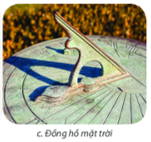 c. Đồng hồ mặt trời